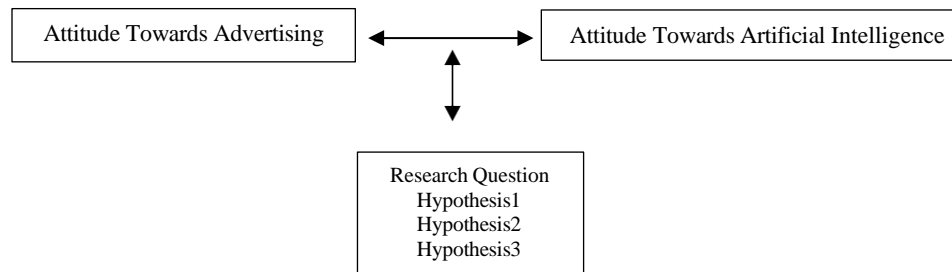 Attitude Towards Advertising
Attitude Towards Artificial Intelligence
Research Question
Hypothesis1
Hypothesis2
Hypothesis3